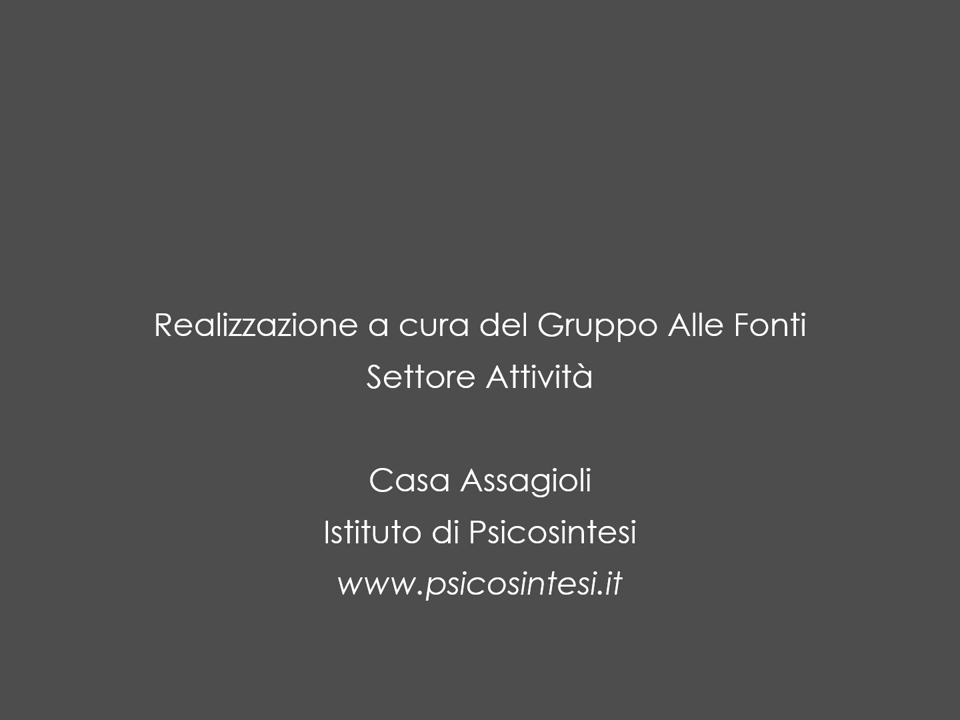 Realizzazione a cura del Gruppo Alle Fonti
Settore Attività
Casa Assagioli
Istituto di Psicosintesi
www.psicosintesi.it